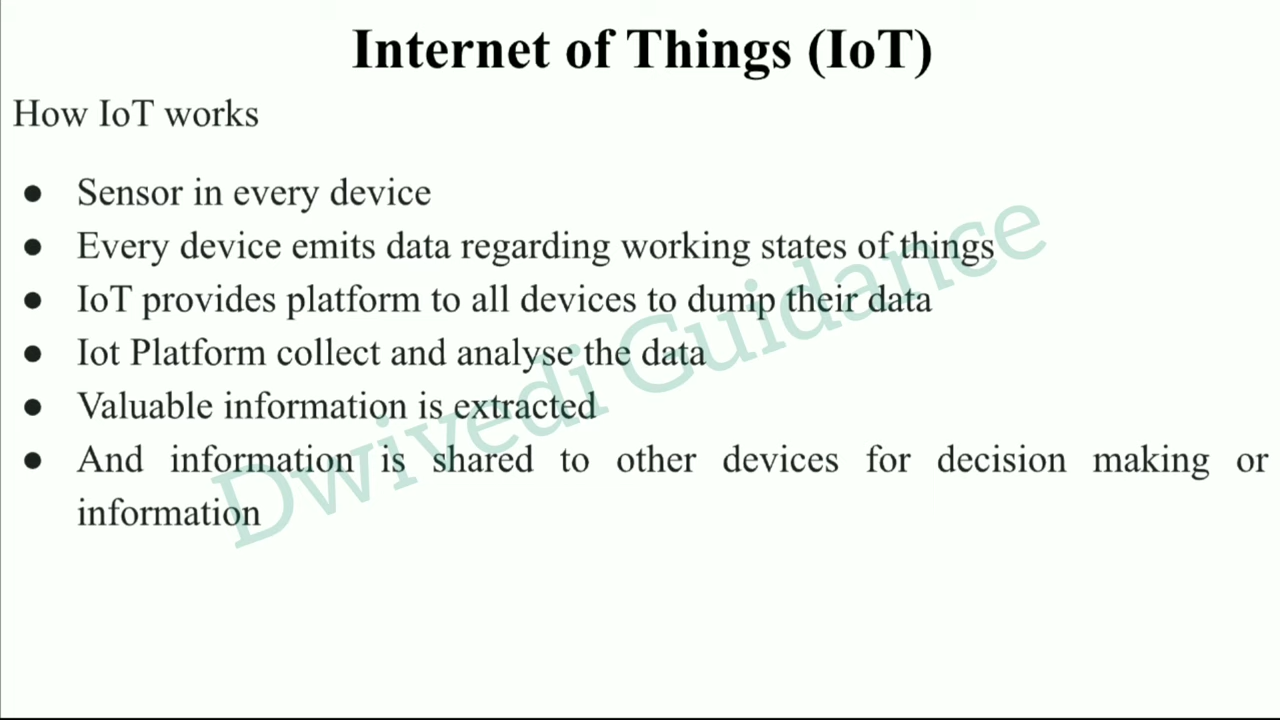 Internet of Things (IoT)
How IoT works
● Sensor in every device
● Every device emits data regarding working states of things
● IoT provides platform to all devices to dump their data
● Iot Platform collect and analyse the data
● Valuable information is extracted
● And information is shared to other devices for decision making or
information
Dwivedi Guidance